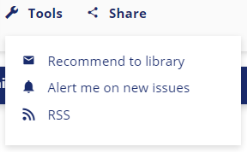 Tools Share
Recommend to library
Alert me on new issues
RSS